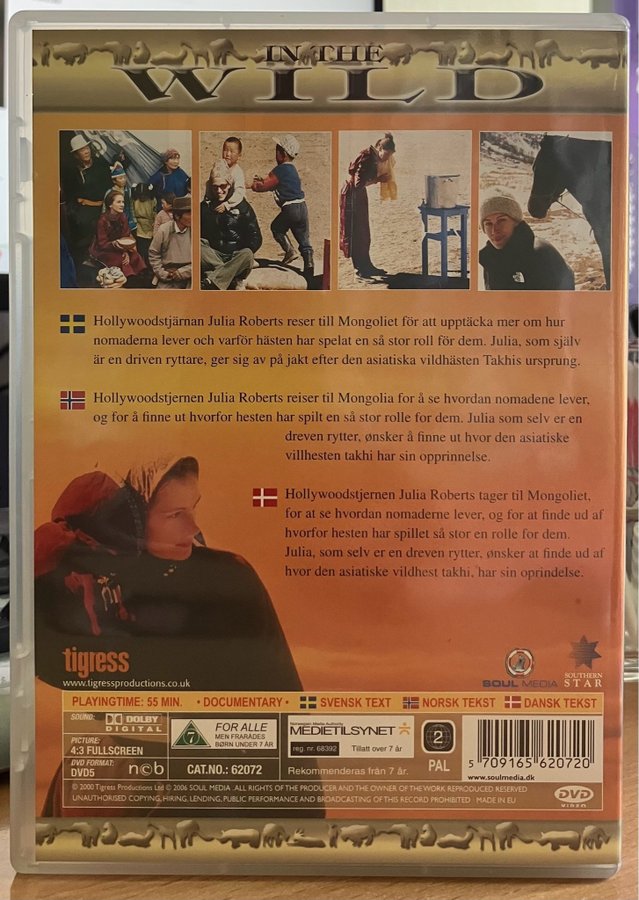 IN THE
WILD
Hollywoodstjärnan Julia Roberts reser till Mongoliet för att upptäcka mer om hur
nomaderna lever och varför hästen har spelat en så stor roll för dem. Julia, som själv
är en driven ryttare, ger sig av på jakt efter den asiatiska vildhästen Takhis ursprung.
Hollywoodstjernen Julia Roberts reiser til Mongolia for å se hvordan nomadene lever,
og for å finne ut hvorfor hesten har spilt en så stor rolle for dem. Julia som selv er en
dreven rytter, ønsker å finne ut hvor den asiatiske
villhesten takhi har sin opprinnelse.
Hollywoodstjernen Julia Roberts tager til Mongoliet,
for at se hvordan nomaderne lever, og for at finde ud af
hvorfor hesten har spillet så stor en rolle for dem.
Julia, som selv er en dreven rytter, ønsker at finde ud af
hvor den asiatiske vildhest takhi, har sin oprindelse.
tigress
www.tigressproductions.co.uk
SOUL MEDIA
SOUTHERN
STAR
PLAYINGTIME: 55 MIN. • DOCUMENTARY • SVENSK TEXT NORSK TEKST DANSK TEKST
SOUND:
DOLBY
DIGITAL
PICTURE:
4:3 FULLSCREEN
DVD FORMAT:
DVD5
ncb
7
FOR ALLE
MEN FRARÅDES
BØRN UNDER 7 ÅR
CAT.NO.: 62072
Norwegian Media Authority
MEDIETILSYNET
reg. nr. 68392
Tillatt over 7 år
Rekommenderas från 7 år.
2
PAL
5 709165 620720
www.soulmedia.dk
DVD
VIDEO
© 2000 Tigress Productions Ltd © 2006 SOUL MEDIA .ALL RIGHTS OF THE PRODUCER AND THE OWNER OF THE WORK REPRODUCED RESERVED
UNAUTHORISED COPYING, HIRING, LENDING, PUBLIC PERFORMANCE AND BROADCASTING OF THIS RECORD PROHIBITED · MADE IN EU